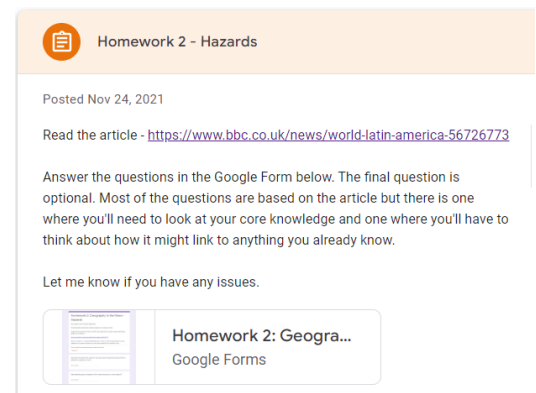 Homework 2 - Hazards
Posted Nov 24, 2021
Read the article - https://www.bbc.co.uk/news/world-latin-america-56726773
Answer the questions in the Google Form below. The final question is
optional. Most of the questions are based on the article but there is one
where you'll need to look at your core knowledge and one where you'll have to
think about how it might link to anything you already know.
Let me know if you have any issues.
Homework 2: Geogra...
Google Forms